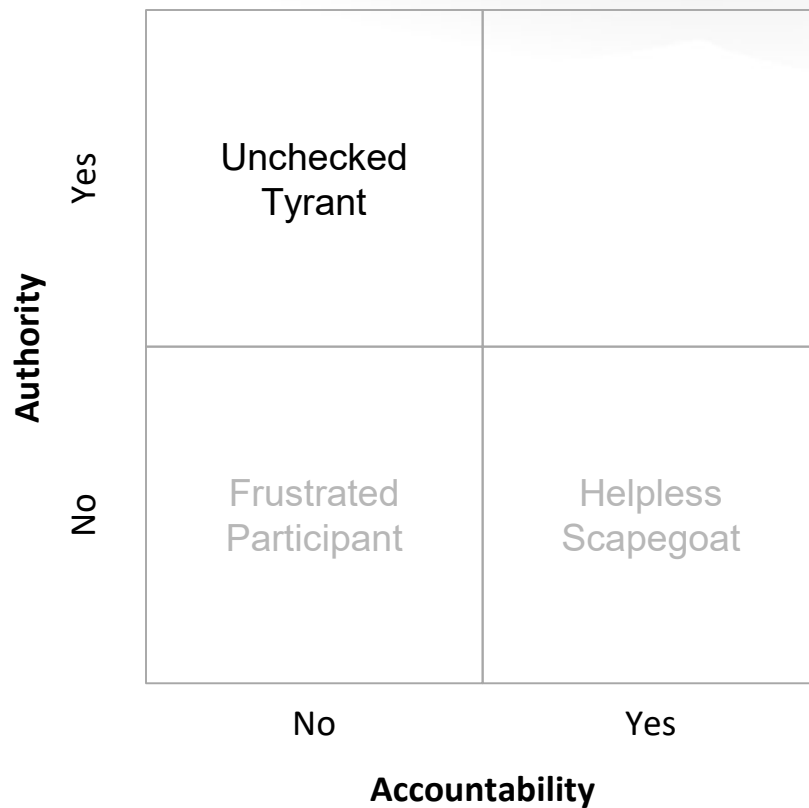 Authority
Yes
Unchecked
Tyrant
No
Frustrated
Participant
Helpless
Scapegoat
No
Yes
Accountability